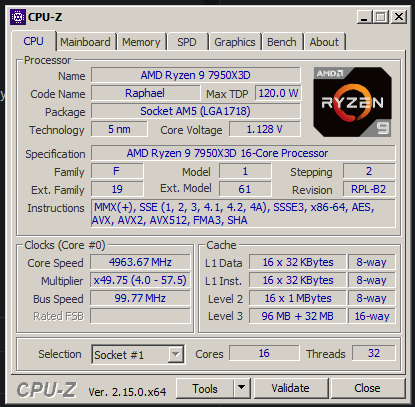 CPU-Z
CPU Mainboard Memory SPD Graphics Bench About
Processor
Name AMD Ryzen 9 7950X3D
Code Name Raphael Max TDP 120.0 W
Package Socket AM5 (LGA1718)
Technology 5 nm Core Voltage 1.128 V
AMD
RYZEN
9
Specification AMD Ryzen 9 7950X3D 16-Core Processor
Family F Model 1 Stepping 2
Ext. Family 19 Ext. Model 61 Revision RPL-B2
Instructions MMX(+), SSE (1, 2, 3, 4.1, 4.2, 4A), SSSE3, x86-64, AES,
AVX, AVX2, AVX512, FMA3, SHA
Clocks (Core #0)
Core Speed 4963.67 MHz
Multiplier x49.75 (4.0 - 57.5)
Bus Speed 99.77 MHz
Rated FSB
Cache
L1 Data 16 x 32 KBytes 8-way
L1 Inst. 16 x 32 KBytes 8-way
Level 2 16 x 1 MBytes 8-way
Level 3 96 MB + 32 MB 16-way
Selection Socket #1 Cores 16 Threads 32
CPU-Z Ver. 2.15.0.x64 Tools Validate Close